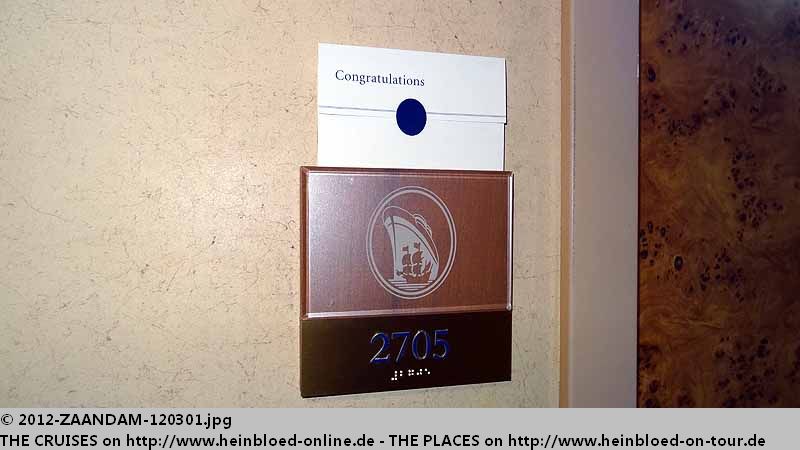 Congratulations
2705
© 2012-ZAANDAM-120301.jpg
THE CRUISES on http://www.heinbloed-online.de - THE PLACES on http://www.heinbloed-on-tour.de